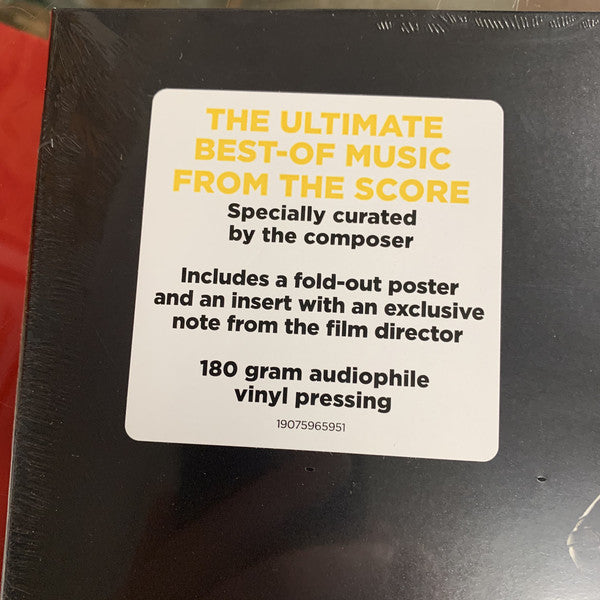 THE ULTIMATE
BEST-OF MUSIC
FROM THE SCORE
Specially curated
by the composer
Includes a fold-out poster
and an insert with an exclusive
note from the film director
180 gram audiophile
vinyl pressing
19075965951